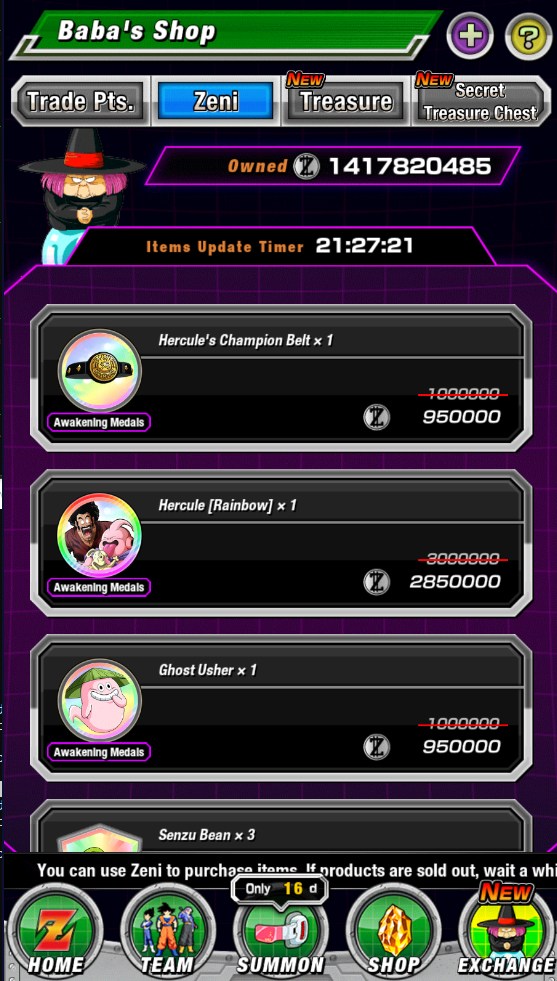 Baba's Shop
Trade Pts.
Zeni
New
Treasure
New
Secret
Treasure Chest
Owned 1417820485
Items Update Timer 21:27:21
Hercule's Champion Belt × 1
1000000
950000
Awakening Medals
Hercule [Rainbow] × 1
3000000
2850000
Awakening Medals
Ghost Usher × 1
1000000
950000
Awakening Medals
Senzu Bean × 3
You can use Zeni to purchase items. If products are sold out, wait a whi
Only 16 d
New
HOME
TEAM
SUMMON
SHOP
EXCHANGE